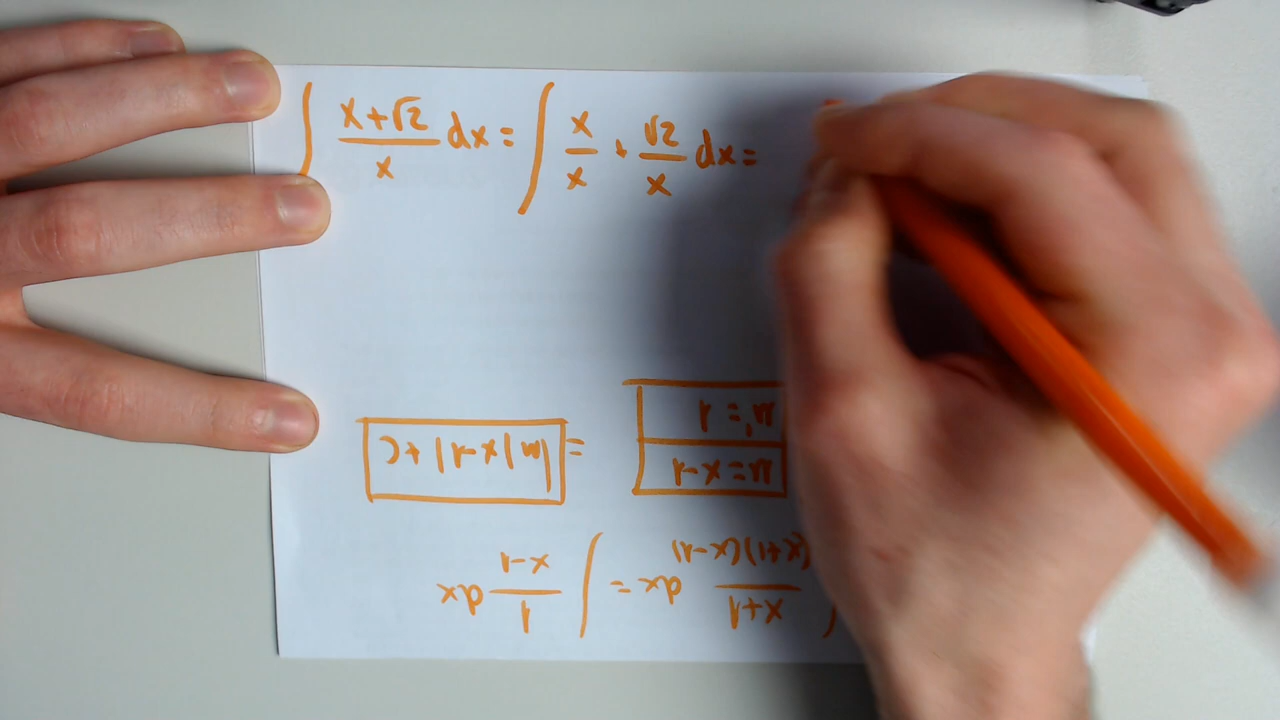 ∫ (x+√2)/x dx = ∫ x/x + √2/x dx =
∫ (x+1)/((x+1)(x-1)) dx = ∫ 1/(x-1) dx
u = x-1
u' = 1
= ln|x-1| + C